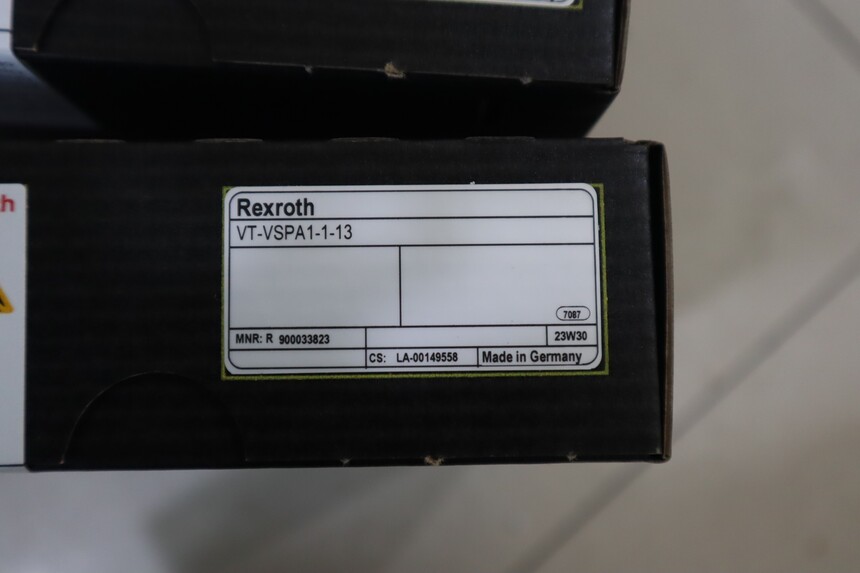 Rexroth
VT-VSPA1-1-13
7087
MNR: R 900033823
23W30
CS: LA-00149558
Made in Germany